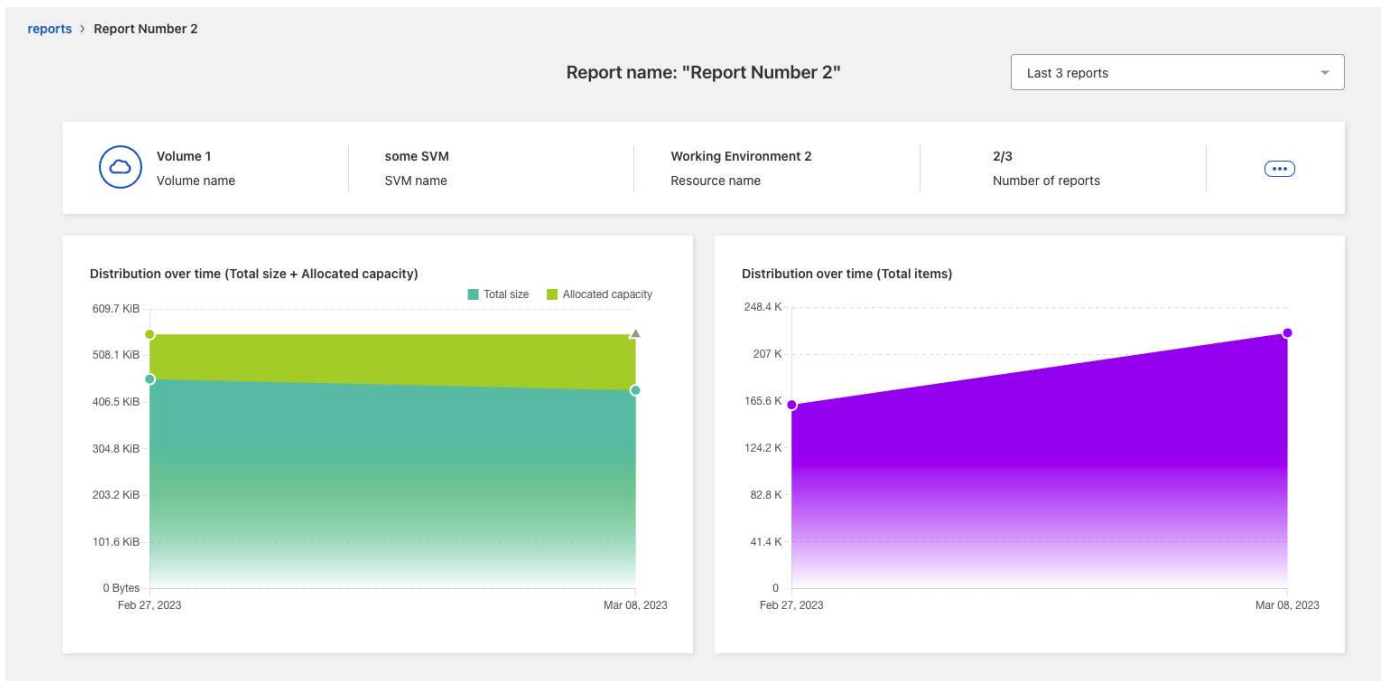 reports > Report Number 2
Report name: "Report Number 2"
Last 3 reports
Volume 1
Volume name
some SVM
SVM name
Working Environment 2
Resource name
2/3
Number of reports
Distribution over time (Total size + Allocated capacity)
Total size
Allocated capacity
609.7 KiB
508.1 KiB
406.5 KiB
304.8 KiB
203.2 KiB
101.6 KiB
0 Bytes
Feb 27, 2023
Mar 08, 2023
Distribution over time (Total items)
248.4 K
207 K
165.6 K
124.2 K
82.8 K
41.4 K
0
Feb 27, 2023
Mar 08, 2023